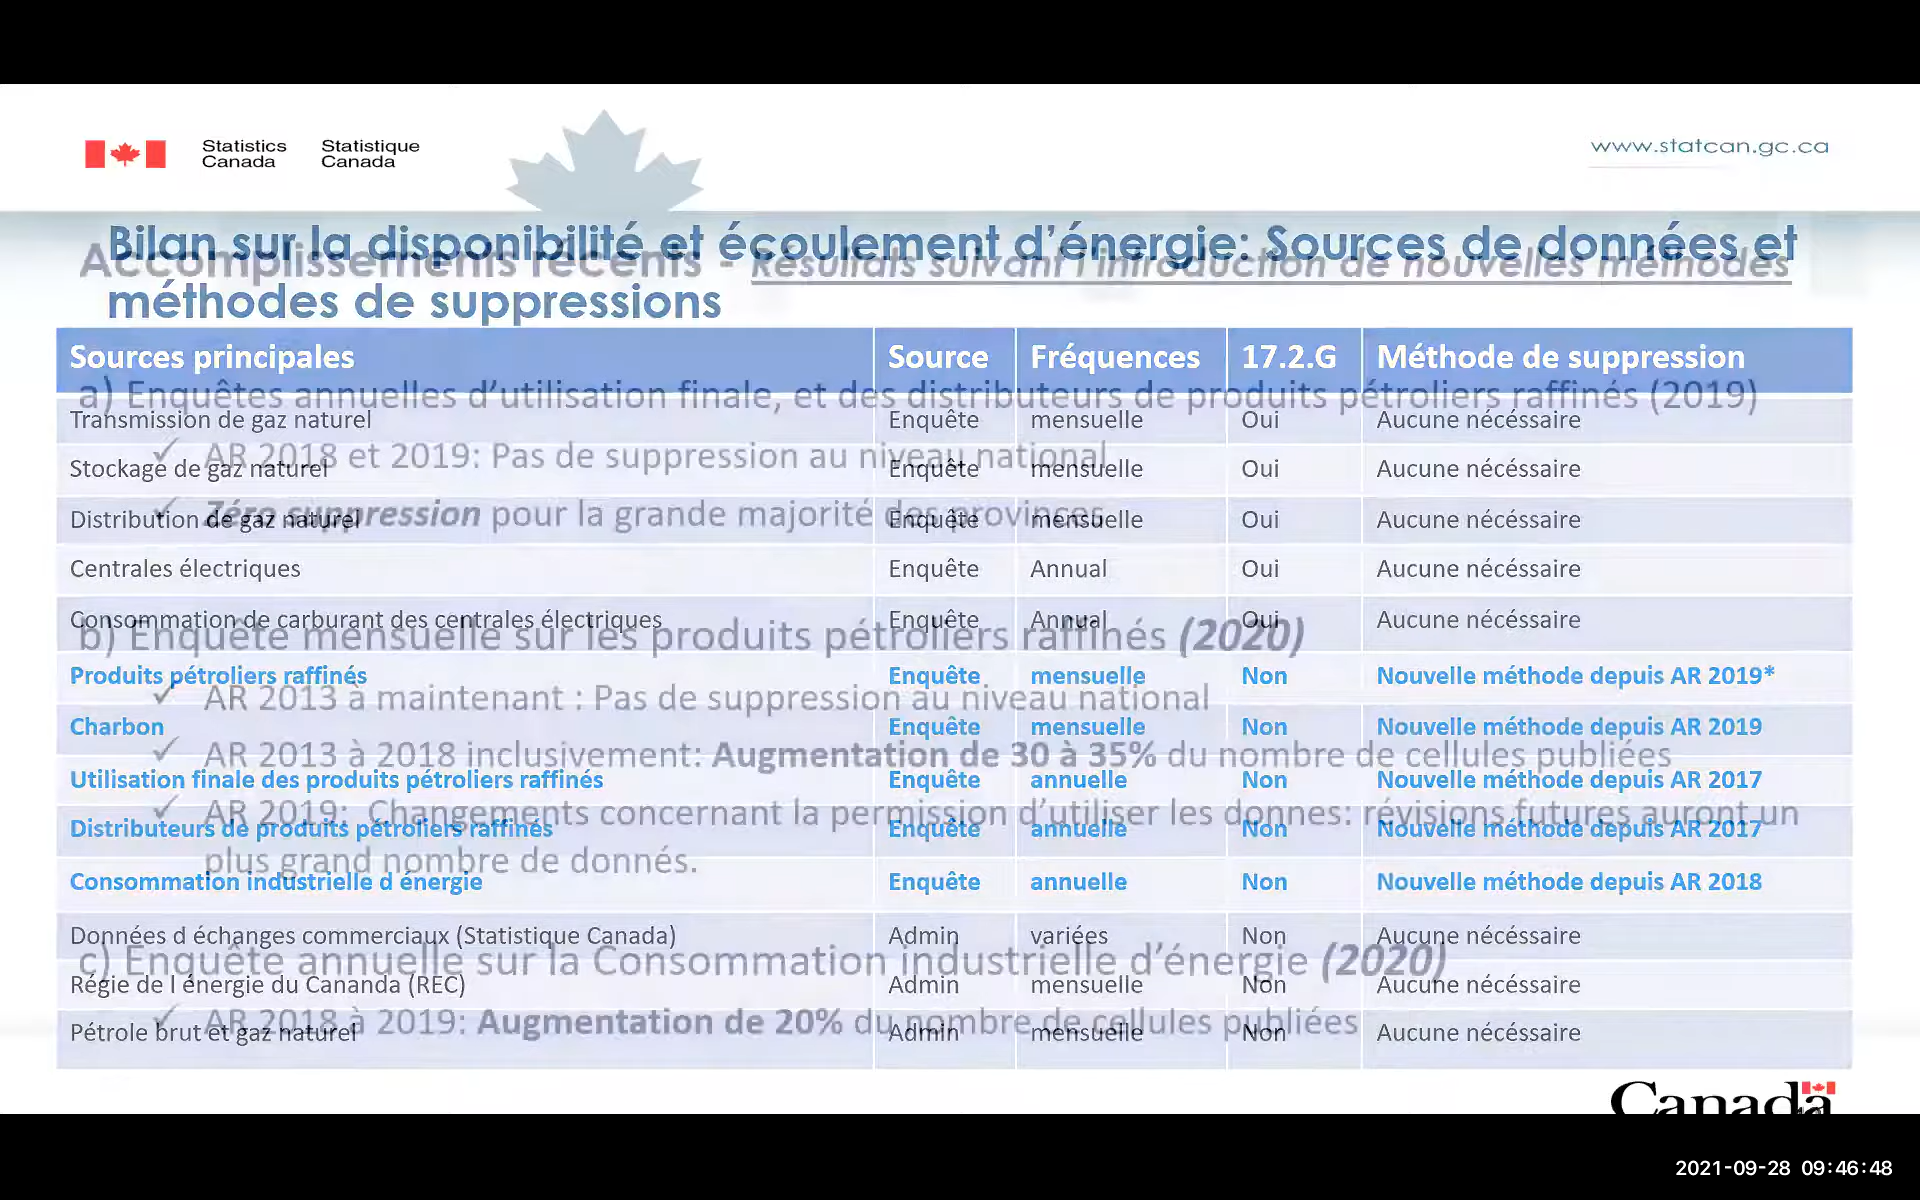 Statistics Statistique
Canada Canada
www.statcan.gc.ca
Bilan sur la disponibilité et écoulement d'énergie: Sources de données et
méthodes de suppressions
Accomplissements récents - Résultats suivant l'introduction de nouvelles méthodes
Sources principales Source Fréquences 17.2.G Méthode de suppression
Transmission de gaz naturel Enquête mensuelle Oui Aucune nécéssaire
Stockage de gaz naturel Enquête mensuelle Oui Aucune nécéssaire
Distribution de gaz naturel Enquête mensuelle Oui Aucune nécéssaire
Centrales électriques Enquête Annual Oui Aucune nécéssaire
Consommation de carburant des centrales électriques Enquête Annual Oui Aucune nécéssaire
Produits pétroliers raffinés Enquête mensuelle Non Nouvelle méthode depuis AR 2019*
Charbon Enquête mensuelle Non Nouvelle méthode depuis AR 2019
Utilisation finale des produits pétroliers raffinés Enquête annuelle Non Nouvelle méthode depuis AR 2017
Distributeurs de produits pétroliers raffinés Enquête annuelle Non Nouvelle méthode depuis AR 2017
Consommation industrielle d énergie Enquête annuelle Non Nouvelle méthode depuis AR 2018
Données d échanges commerciaux (Statistique Canada) Admin variées Non Aucune nécéssaire
Régie de l énergie du Cananda (REC) Admin mensuelle Non Aucune nécéssaire
Pétrole brut et gaz naturel Admin mensuelle Non Aucune nécéssaire
a) Enquêtes annuelles d'utilisation finale, et des distributeurs de produits pétroliers raffinés (2019)
✓ AR 2018 et 2019: Pas de suppression au niveau national
✓ Zéro suppression pour la grande majorité des provinces
b) Enquête mensuelle sur les produits pétroliers raffinés (2020)
✓ AR 2013 à maintenant : Pas de suppression au niveau national
✓ AR 2013 à 2018 inclusivement: Augmentation de 30 à 35% du nombre de cellules publiées
✓ AR 2019: Changements concernant la permission d'utiliser les donnes: révisions futures auront un
plus grand nombre de donnés.
c) Enquête annuelle sur la Consommation industrielle d'énergie (2020)
✓ AR 2018 à 2019: Augmentation de 20% du nombre de cellules publiées
Canada
2021-09-28 09:46:48